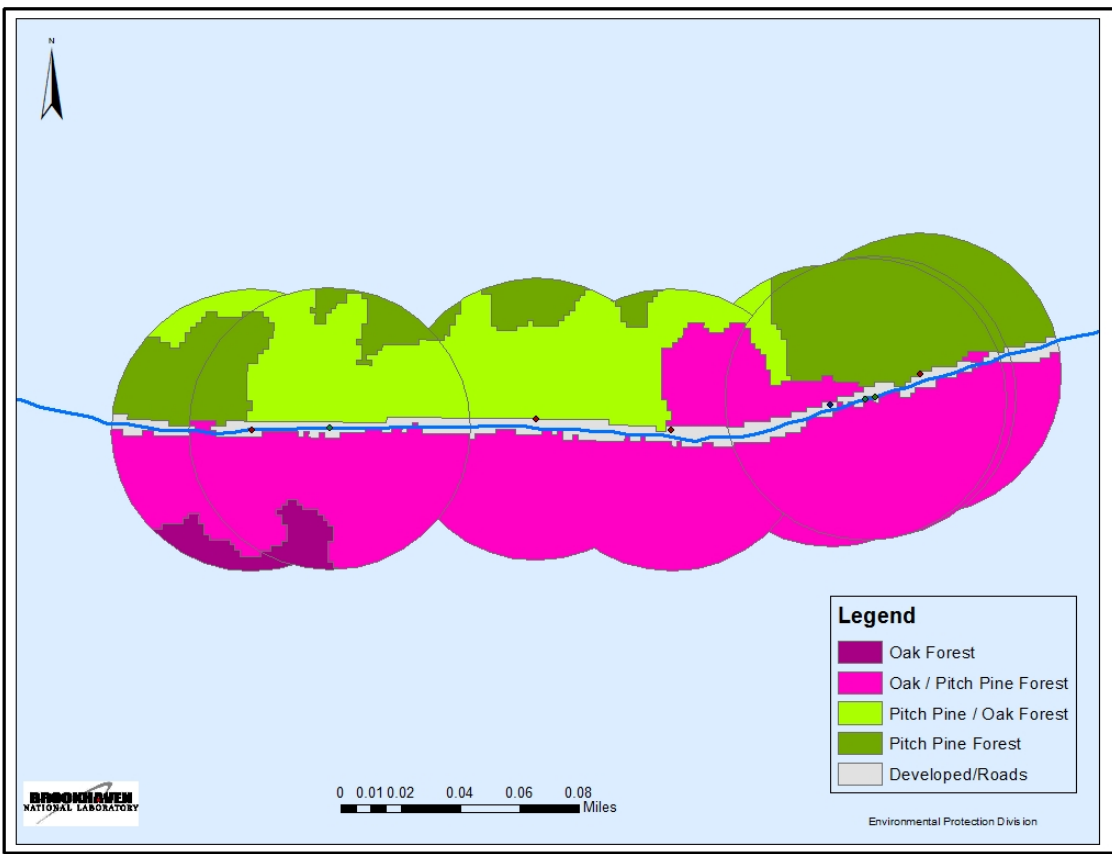 N
Legend
Oak Forest
Oak / Pitch Pine Forest
Pitch Pine / Oak Forest
Pitch Pine Forest
Developed/Roads
BROOKHAVEN
NATIONAL LABORATORY
0 0.01 0.02 0.04 0.06 0.08
Miles
Environmental Protection Division